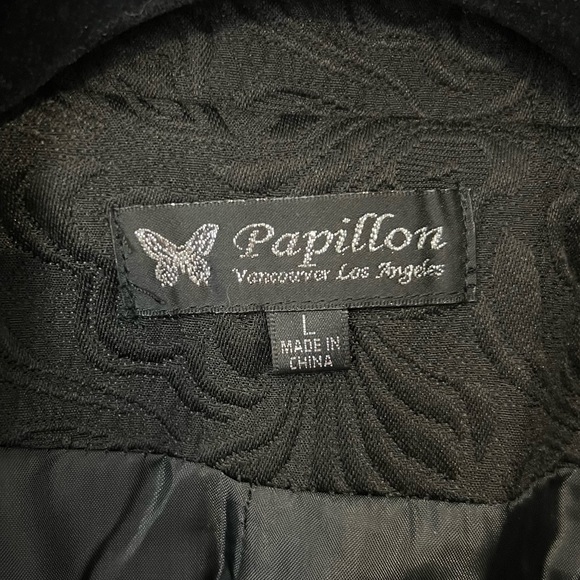 Papillon
Vancouver Los Angeles
L
MADE IN
CHINA